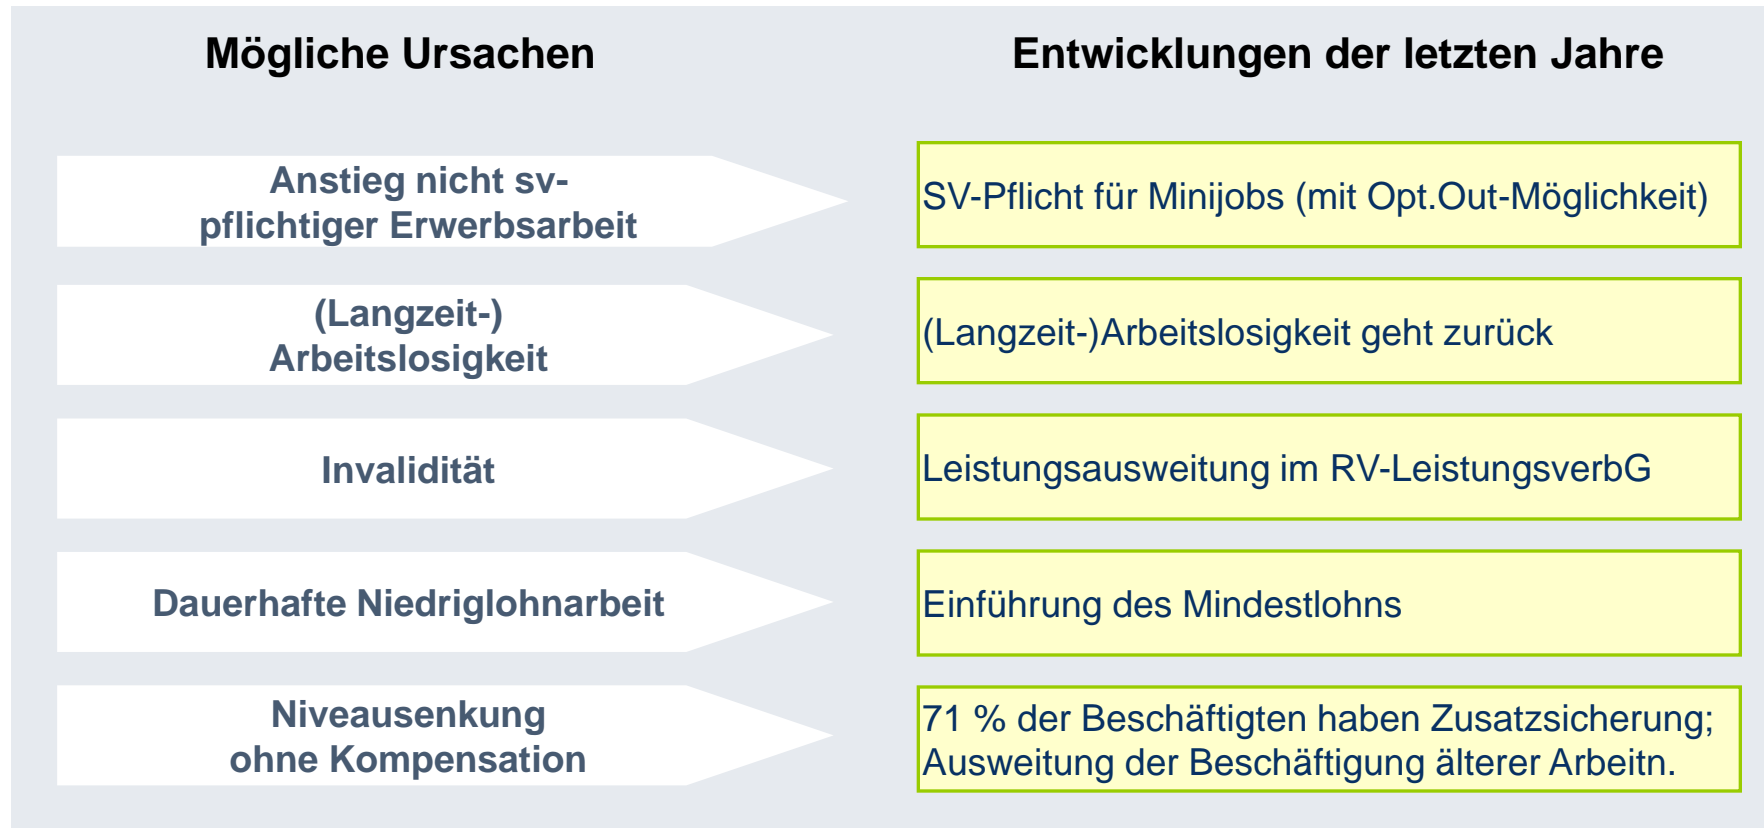 Mögliche Ursachen
Entwicklungen der letzten Jahre
Anstieg nicht sv-
pflichtiger Erwerbsarbeit
SV-Pflicht für Minijobs (mit Opt.Out-Möglichkeit)
(Langzeit-)
Arbeitslosigkeit
(Langzeit-)Arbeitslosigkeit geht zurück
Invalidität
Leistungsausweitung im RV-LeistungsverbG
Dauerhafte Niedriglohnarbeit
Einführung des Mindestlohns
Niveausenkung
ohne Kompensation
71 % der Beschäftigten haben Zusatzsicherung;
Ausweitung der Beschäftigung älterer Arbeitn.